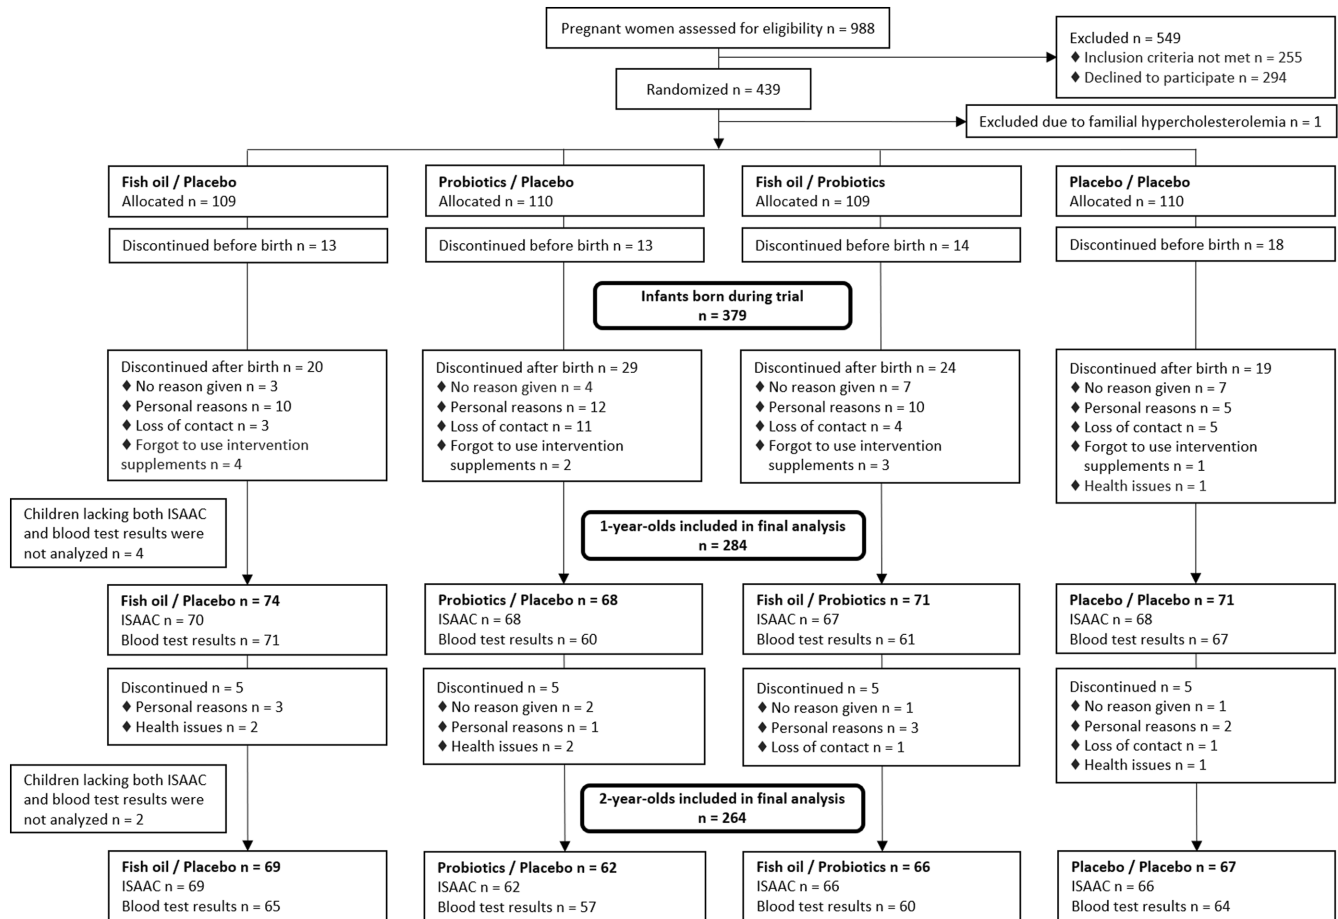 Pregnant women assessed for eligibility n = 988
Excluded n = 549
♦ Inclusion criteria not met n = 255
♦ Declined to participate n = 294
Randomized n = 439
Excluded due to familial hypercholesterolemia n = 1
Fish oil / Placebo
Allocated n = 109
Probiotics / Placebo
Allocated n = 110
Fish oil / Probiotics
Allocated n = 109
Placebo / Placebo
Allocated n = 110
Discontinued before birth n = 13
Discontinued before birth n = 13
Discontinued before birth n = 14
Discontinued before birth n = 18
Infants born during trial
n = 379
Discontinued after birth n = 20
♦ No reason given n = 3
♦ Personal reasons n = 10
♦ Loss of contact n = 3
♦ Forgot to use intervention
supplements n = 4
Discontinued after birth n = 29
♦ No reason given n = 4
♦ Personal reasons n = 12
♦ Loss of contact n = 11
♦ Forgot to use intervention
supplements n = 2
Discontinued after birth n = 24
♦ No reason given n = 7
♦ Personal reasons n = 10
♦ Loss of contact n = 4
♦ Forgot to use intervention
supplements n = 3
Discontinued after birth n = 19
♦ No reason given n = 7
♦ Personal reasons n = 5
♦ Loss of contact n = 5
♦ Forgot to use intervention
supplements n = 1
♦ Health issues n = 1
Children lacking both ISAAC
and blood test results were
not analyzed n = 4
1-year-olds included in final analysis
n = 284
Fish oil / Placebo n = 74
ISAAC n = 70
Blood test results n = 71
Probiotics / Placebo n = 68
ISAAC n = 68
Blood test results n = 60
Fish oil / Probiotics n = 71
ISAAC n = 67
Blood test results n = 61
Placebo / Placebo n = 71
ISAAC n = 68
Blood test results n = 67
Discontinued n = 5
♦ Personal reasons n = 3
♦ Health issues n = 2
Discontinued n = 5
♦ No reason given n = 2
♦ Personal reasons n = 1
♦ Health issues n = 2
Discontinued n = 5
♦ No reason given n = 1
♦ Personal reasons n = 3
♦ Loss of contact n = 1
Discontinued n = 5
♦ No reason given n = 1
♦ Personal reasons n = 2
♦ Loss of contact n = 1
♦ Health issues n = 1
Children lacking both ISAAC
and blood test results were
not analyzed n = 2
2-year-olds included in final analysis
n = 264
Fish oil / Placebo n = 69
ISAAC n = 69
Blood test results n = 65
Probiotics / Placebo n = 62
ISAAC n = 62
Blood test results n = 57
Fish oil / Probiotics n = 66
ISAAC n = 66
Blood test results n = 60
Placebo / Placebo n = 67
ISAAC n = 66
Blood test results n = 64